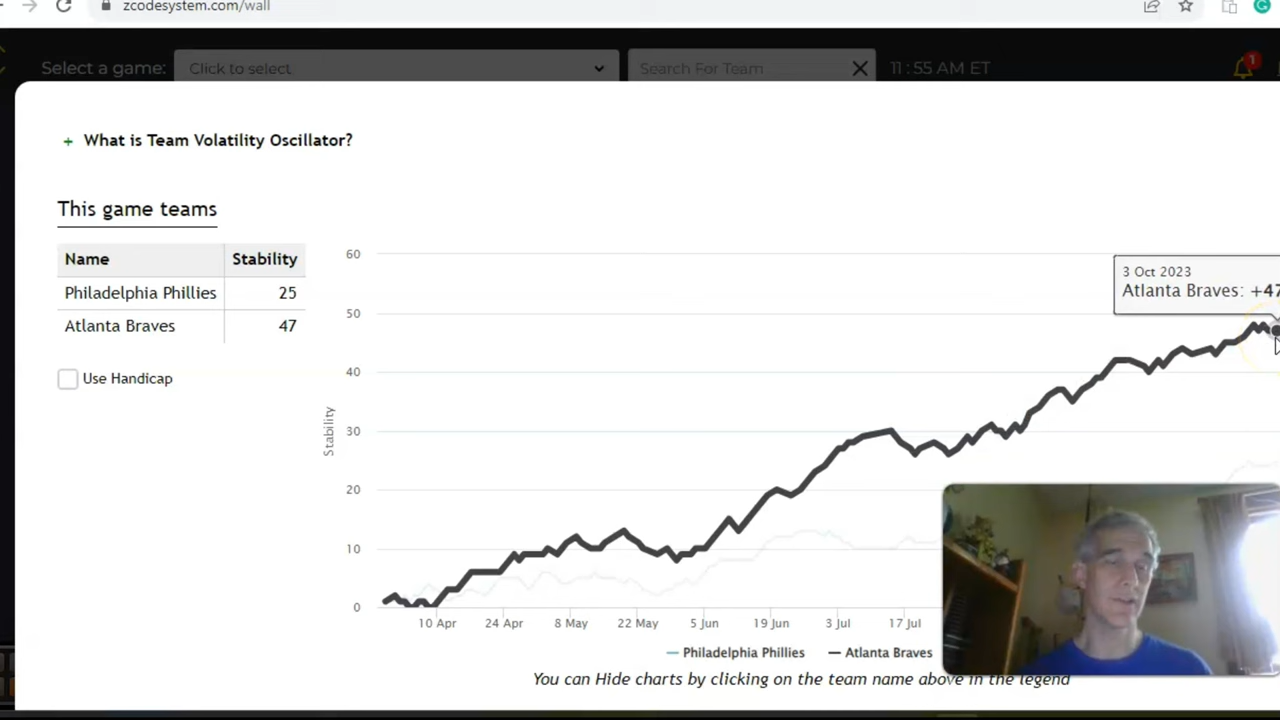 zcodesystem.com/wall
Select a game: Click to select Search For Team 11:55 AM ET 1
+ What is Team Volatility Oscillator?
This game teams
Name Stability
Philadelphia Phillies 25
Atlanta Braves 47
Use Handicap
Stability
60
50
40
30
20
10
0
3 Oct 2023
Atlanta Braves: +47
10 Apr 24 Apr 8 May 22 May 5 Jun 19 Jun 3 Jul 17 Jul
Philadelphia Phillies Atlanta Braves
You can Hide charts by clicking on the team name above in the legend